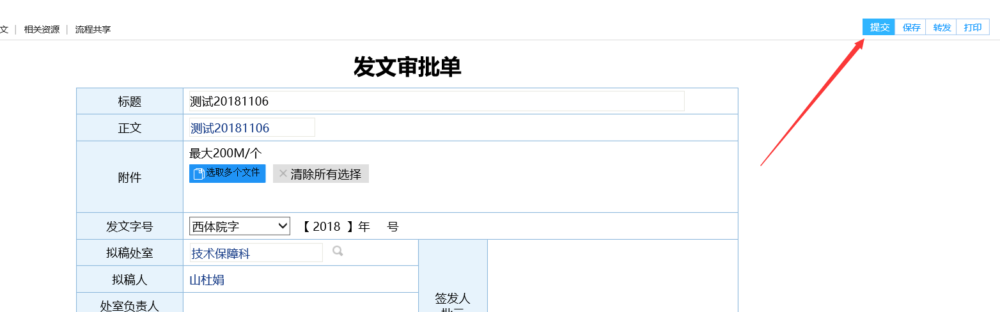 文 | 相关资源 | 流程共享
提交 保存 转发 打印
发文审批单
标题 测试20181106
正文 测试20181106
附件
最大200M/个
选取多个文件 × 清除所有选择
发文字号 西体院字 【 2018 】年 号
拟稿处室 技术保障科
拟稿人 山杜娟
处室负责人
签发人